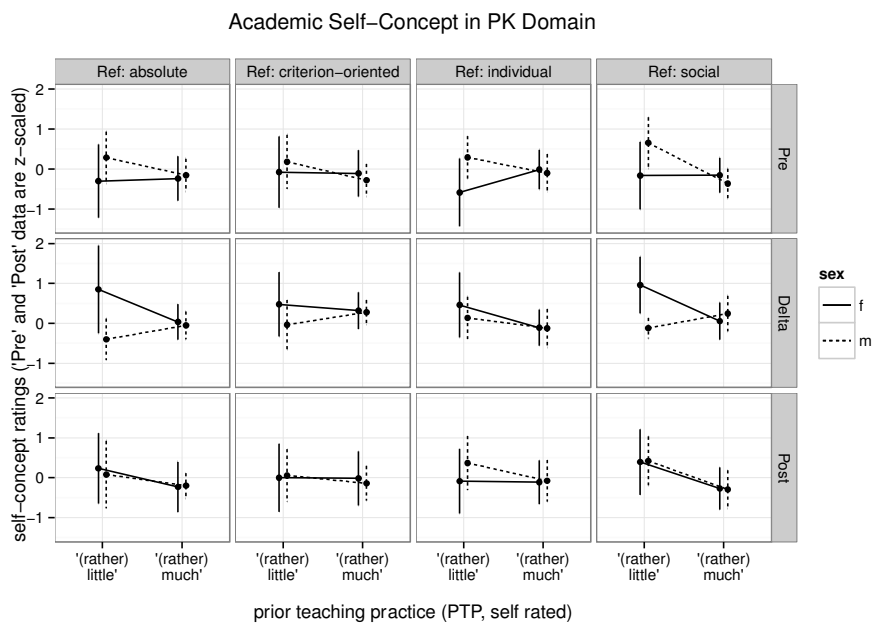 Academic Self−Concept in PK Domain
Ref: absolute
Ref: criterion−oriented
Ref: individual
Ref: social
self−concept ratings ('Pre' and 'Post' data are z−scaled)
2
1
0
−1
Pre
2
1
0
−1
Delta
2
1
0
−1
Post
sex
f
m
'(rather)
little'
'(rather)
much'
'(rather)
little'
'(rather)
much'
'(rather)
little'
'(rather)
much'
'(rather)
little'
'(rather)
much'
prior teaching practice (PTP, self rated)